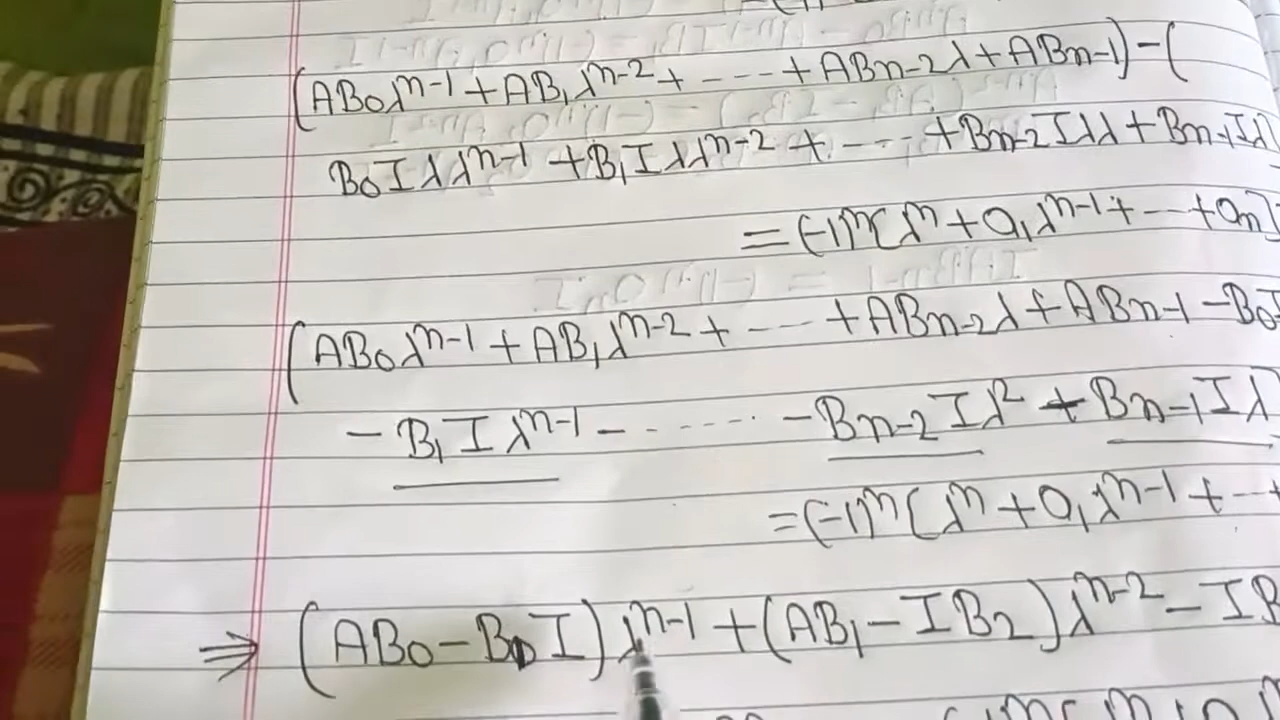 (AB₀λⁿ⁻¹ + AB₁λⁿ⁻² + ---- + ABn-2λ + ABn-1) - (
B₀Iλλⁿ⁻¹ + B₁Iλλⁿ⁻² + - --- + Bn-2Iλλ + Bn-1Iλ)
= (-1)ⁿ[λⁿ + a₁λⁿ⁻¹ + --- + an]
(AB₀λⁿ⁻¹ + AB₁λⁿ⁻² + ---- + ABn-2λ + ABn-1 - B₀I
- B₁Iλⁿ⁻¹ - ------- - Bn-2Iλ² + Bn-1Iλ
= (-1)ⁿ[λⁿ + a₁λⁿ⁻¹ + --
⇒ (AB₀ - B I)λⁿ⁻¹ + (AB₁ - IB₂)λⁿ⁻² - IB